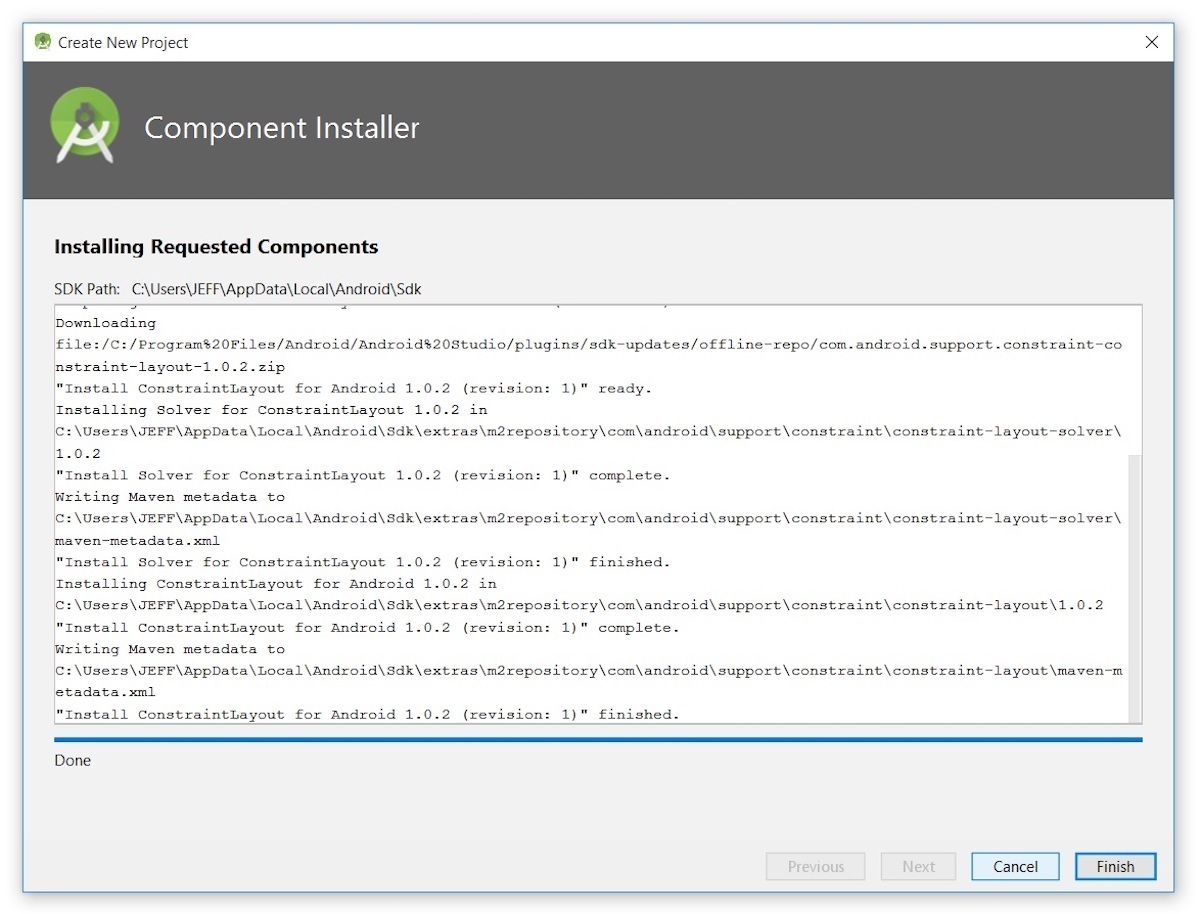 Create New Project
Component Installer
Installing Requested Components
SDK Path: C:\Users\JEFF\AppData\Local\Android\Sdk
Downloading
file:/C:/Program%20Files/Android/Android%20Studio/plugins/sdk-updates/offline-repo/com.android.support.constraint-co
nstraint-layout-1.0.2.zip
"Install ConstraintLayout for Android 1.0.2 (revision: 1)" ready.
Installing Solver for ConstraintLayout 1.0.2 in
C:\Users\JEFF\AppData\Local\Android\Sdk\extras\m2repository\com\android\support\constraint\constraint-layout-solver\
1.0.2
"Install Solver for ConstraintLayout 1.0.2 (revision: 1)" complete.
Writing Maven metadata to
C:\Users\JEFF\AppData\Local\Android\Sdk\extras\m2repository\com\android\support\constraint\constraint-layout-solver\
maven-metadata.xml
"Install Solver for ConstraintLayout 1.0.2 (revision: 1)" finished.
Installing ConstraintLayout for Android 1.0.2 in
C:\Users\JEFF\AppData\Local\Android\Sdk\extras\m2repository\com\android\support\constraint\constraint-layout\1.0.2
"Install ConstraintLayout for Android 1.0.2 (revision: 1)" complete.
Writing Maven metadata to
C:\Users\JEFF\AppData\Local\Android\Sdk\extras\m2repository\com\android\support\constraint\constraint-layout\maven-m
etadata.xml
"Install ConstraintLayout for Android 1.0.2 (revision: 1)" finished.
Done
Previous Next Cancel Finish